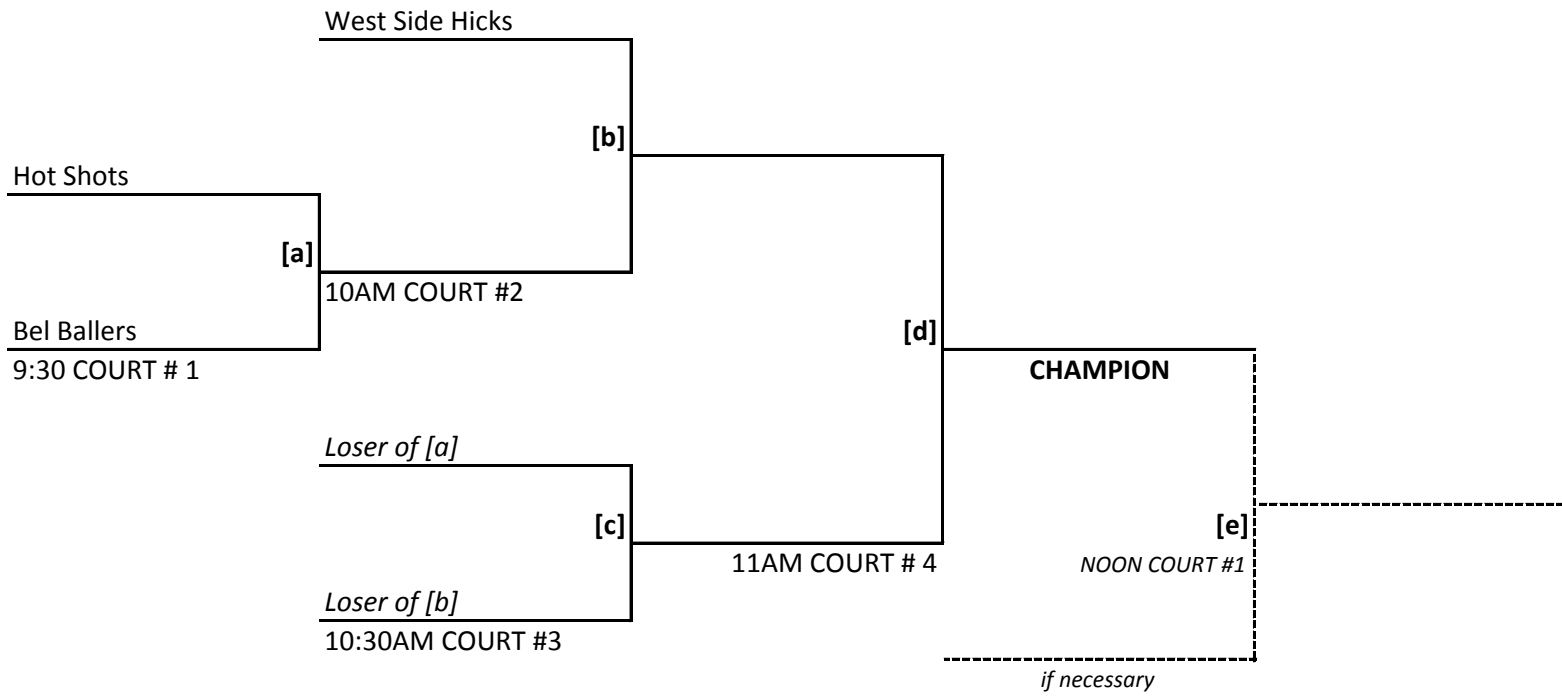 West Side Hicks
[b]
Hot Shots
[a]
10AM COURT #2
Bel Ballers
[d]
9:30 COURT # 1
CHAMPION
Loser of [a]
[c]
[e]
11AM COURT # 4
NOON COURT #1
Loser of [b]
10:30AM COURT #3
if necessary